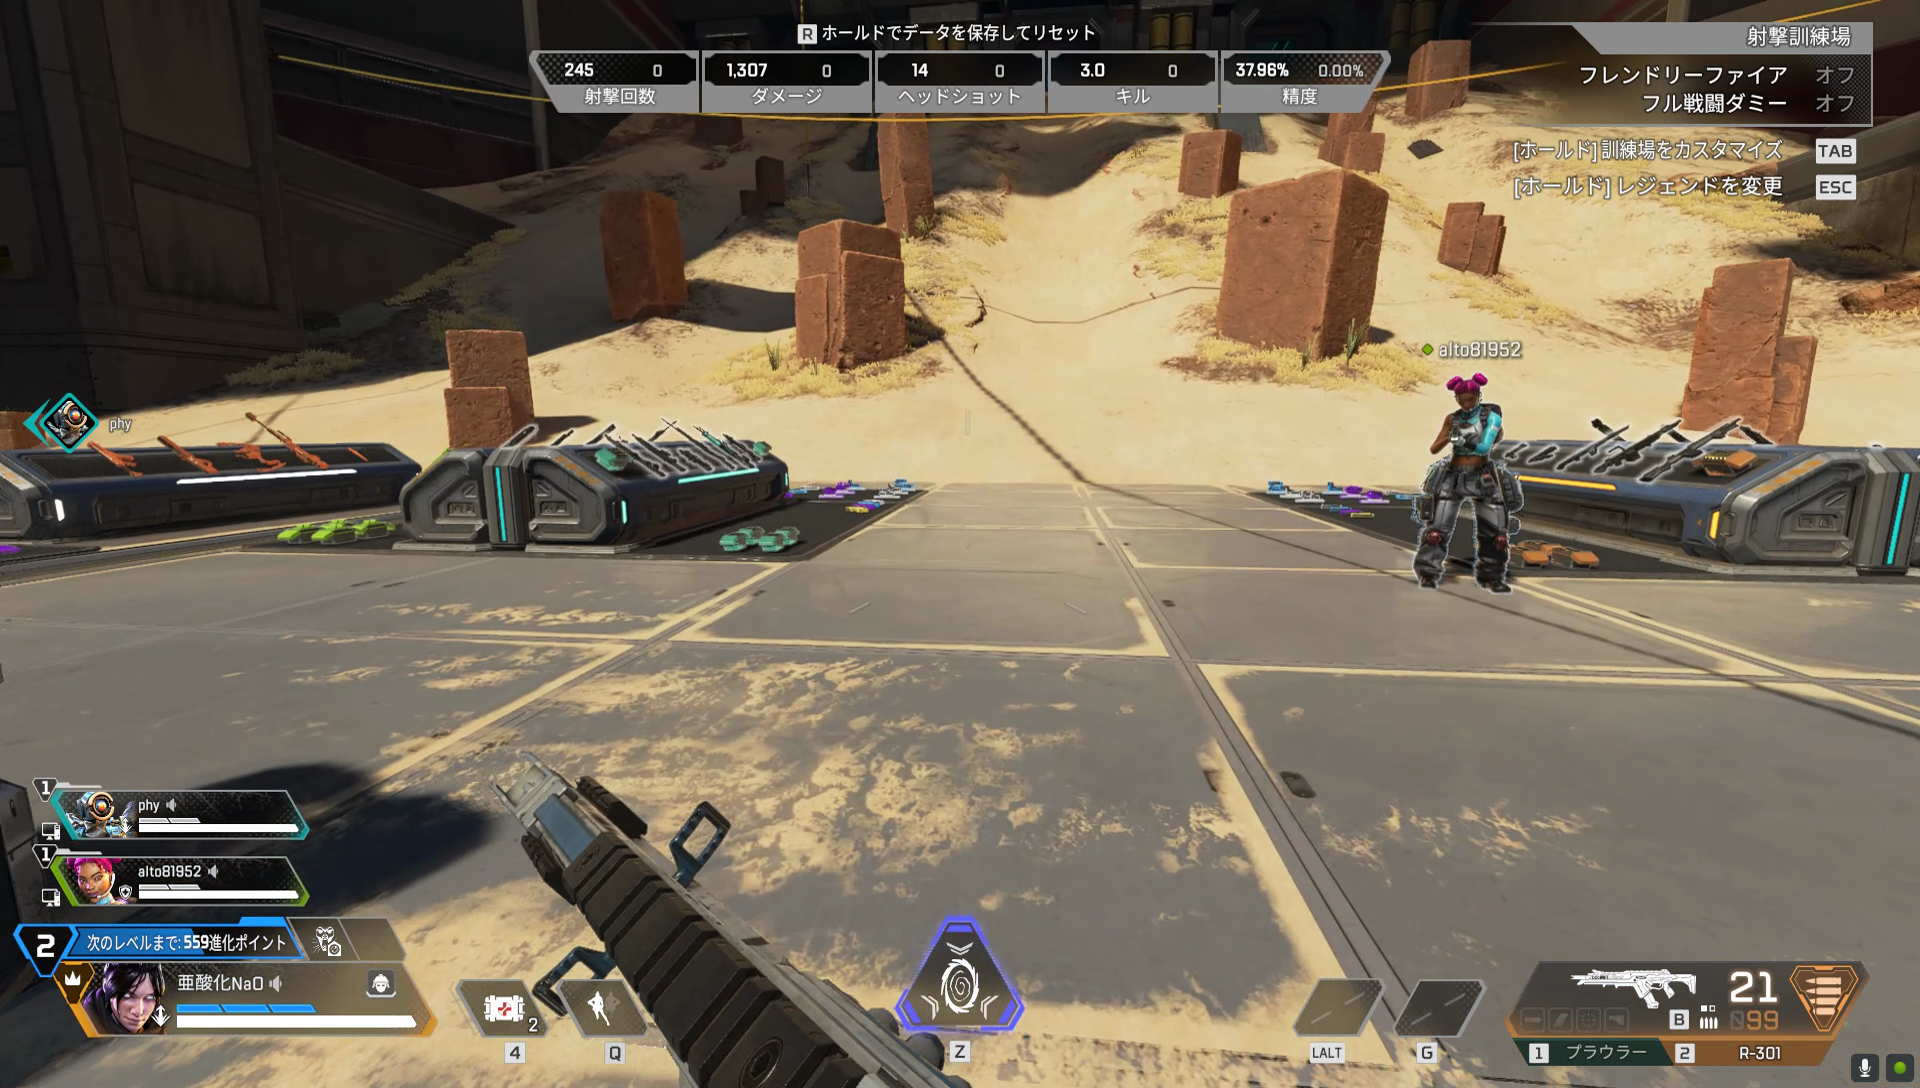 R ホールドでデータを保存してリセット
245 0 1,307 0 14 0 3.0 0 37.96% 0.00%
射撃回数 ダメージ ヘッドショット キル 精度
射撃訓練場
フレンドリーファイア オフ
フル戦闘ダミー オフ
[ホールド]訓練場をカスタマイズ TAB
[ホールド]レジェンドを変更 ESC
alto81952
phy
1
phy
1
alto81952
2 次のレベルまで:559進化ポイント
亜酸化NaO
2
4 Q Z LALT G
21
B 099
1 プラウラー 2 R-301